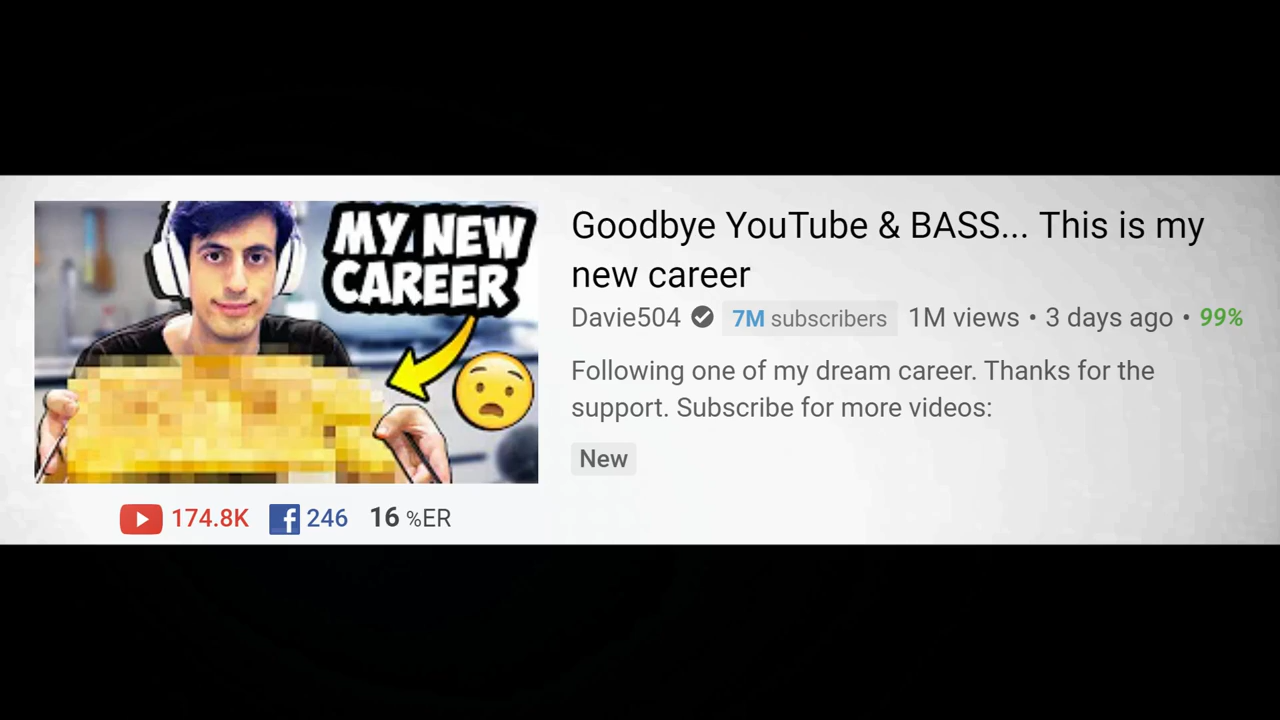 MY NEW
CAREER
Goodbye YouTube & BASS... This is my
new career
Davie504 7M subscribers 1M views • 3 days ago • 99%
Following one of my dream career. Thanks for the
support. Subscribe for more videos:
New
174.8K f 246 16 %ER